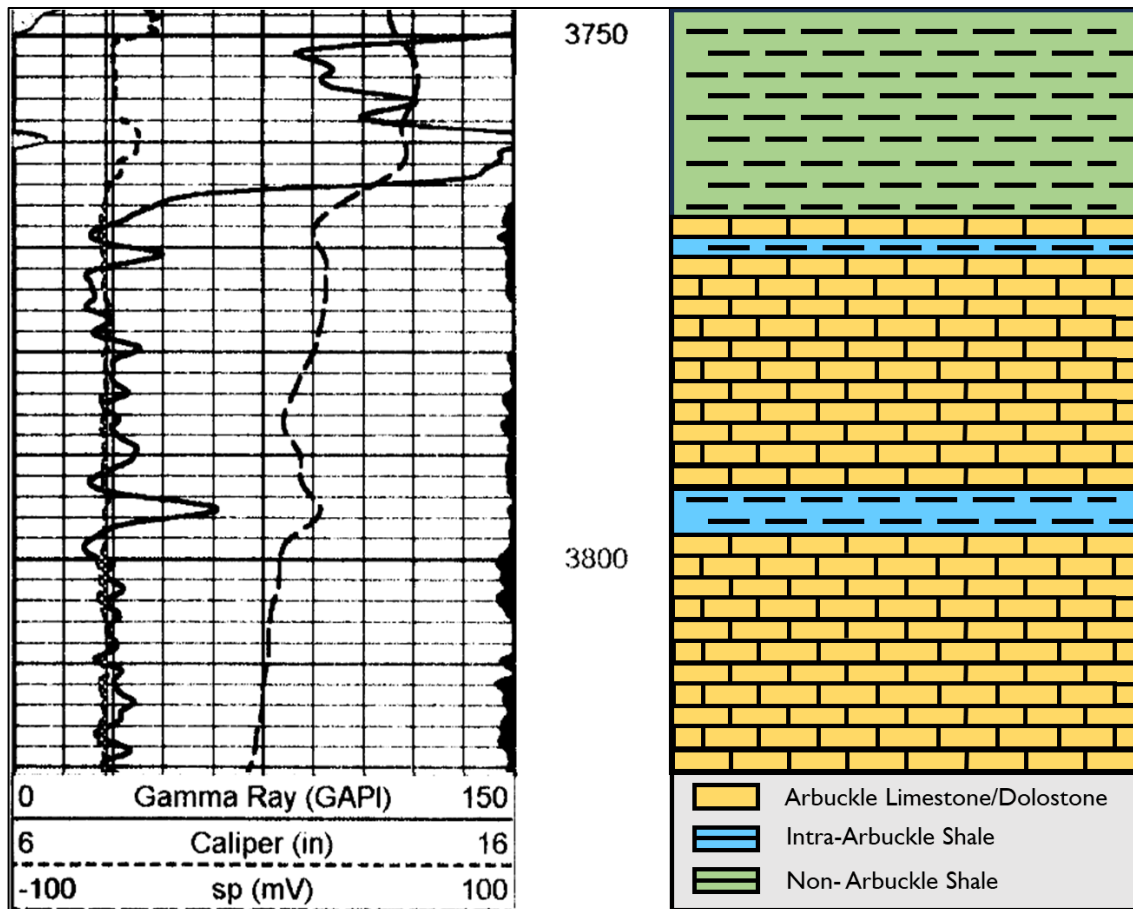 3750
3800
0 Gamma Ray (GAPI) 150
6 Caliper (in) 16
-100 sp (mV) 100
Arbuckle Limestone/Dolostone
Intra-Arbuckle Shale
Non- Arbuckle Shale